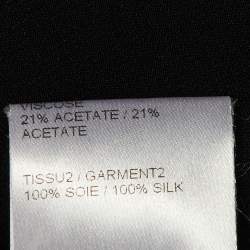 VISCOSE
21% ACETATE / 21%
ACETATE
TISSU2 / GARMENT2
100% SOIE / 100% SILK